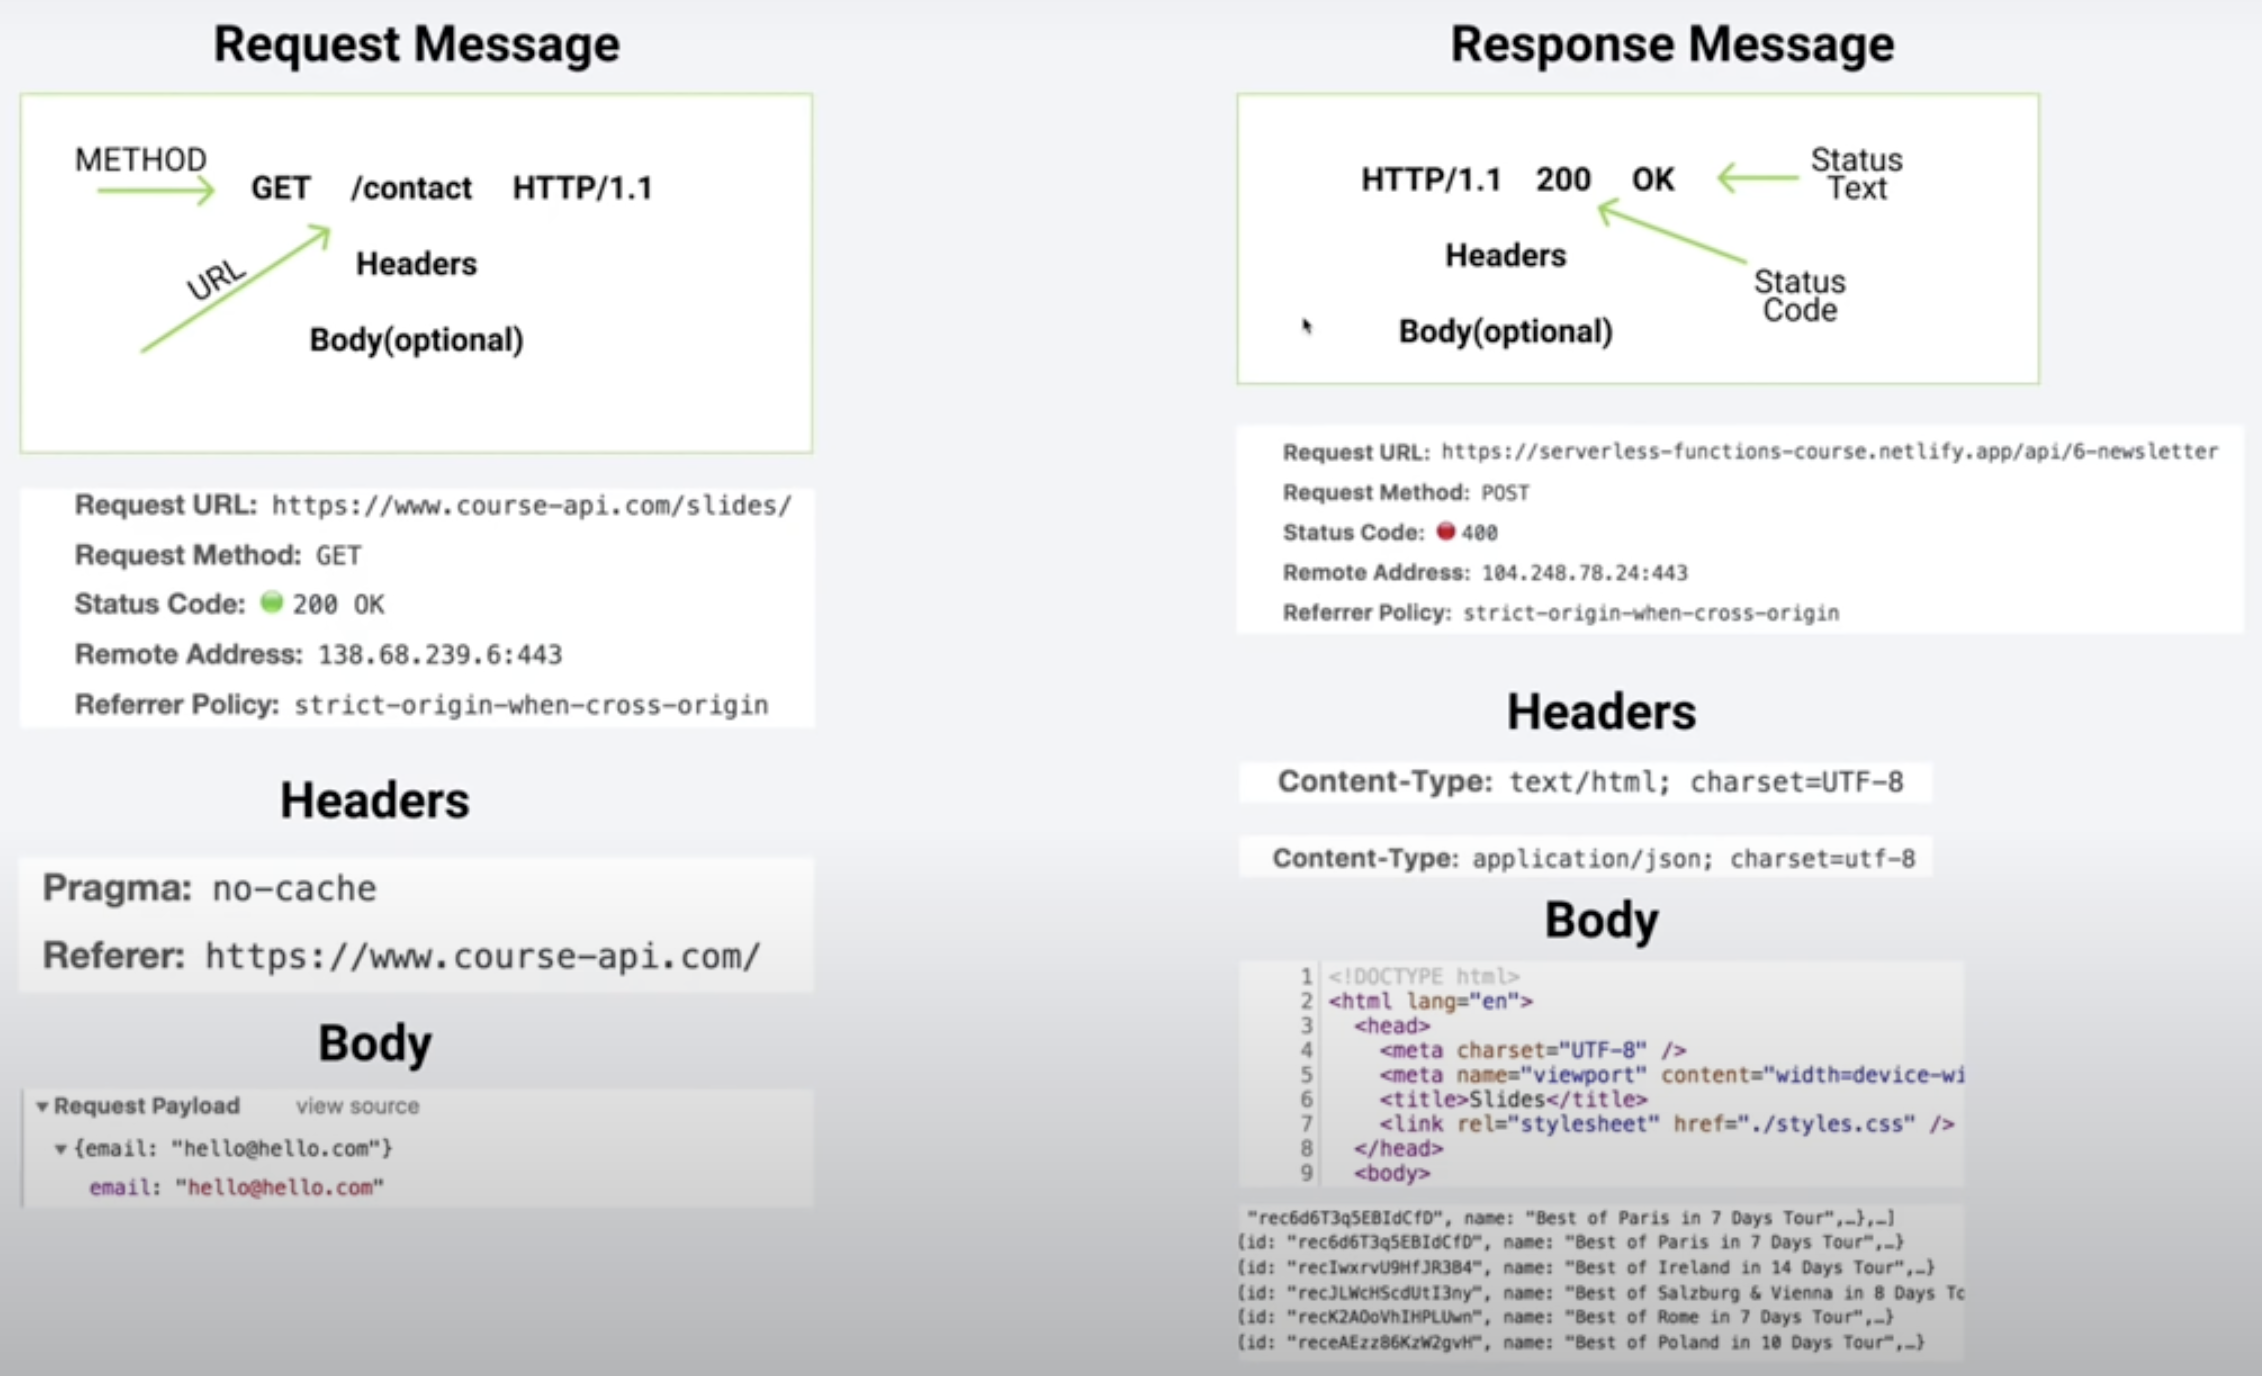 Request Message
METHOD
GET /contact HTTP/1.1
URL
Headers
Body(optional)
Request URL: https://www.course-api.com/slides/
Request Method: GET
Status Code: 200 OK
Remote Address: 138.68.239.6:443
Referrer Policy: strict-origin-when-cross-origin
Headers
Pragma: no-cache
Referer: https://www.course-api.com/
Body
Request Payload view source
{email: "hello@hello.com"}
email: "hello@hello.com"
Response Message
HTTP/1.1 200 OK
Status
Text
Headers
Status
Code
Body(optional)
Request URL: https://serverless-functions-course.netlify.app/api/6-newsletter
Request Method: POST
Status Code: 400
Remote Address: 104.248.78.24:443
Referrer Policy: strict-origin-when-cross-origin
Headers
Content-Type: text/html; charset=UTF-8
Content-Type: application/json; charset=utf-8
Body
1 <!DOCTYPE html>
2 <html lang="en">
3 <head>
4 <meta charset="UTF-8" />
5 <meta name="viewport" content="width=device-wi
6 <title>Slides</title>
7 <link rel="stylesheet" href="./styles.css" />
8 </head>
9 <body>
"rec6d6T3q5EBIdCfD", name: "Best of Paris in 7 Days Tour",…},…]
{id: "rec6d6T3q5EBIdCfD", name: "Best of Paris in 7 Days Tour",…}
{id: "recIwxrvU9HfJR3B4", name: "Best of Ireland in 14 Days Tour",…}
{id: "recJLWcHScdUtI3ny", name: "Best of Salzburg & Vienna in 8 Days To
{id: "recK2AOoVhIHPLUwn", name: "Best of Rome in 7 Days Tour",…}
{id: "receAEzz86KzW2gvH", name: "Best of Poland in 10 Days Tour",…}